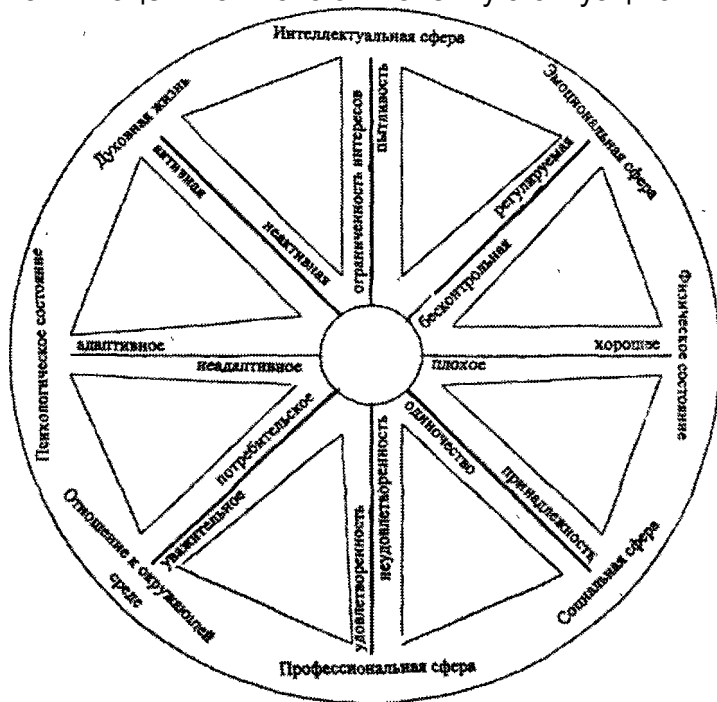 Интеллектуальная сфера
Эмоциональная сфера
Физическое состояние
Социальная сфера
Профессиональная сфера
Отношение к окружающей
среде
Психологическое состояние
Духовная жизнь
ограниченность интересов
пытливость
регулируемая
бесконтрольная
хорошее
плохое
одиночество
принадлежность
удовлетворенность
неудовлетворенность
потребительское
уважительное
адаптивное
неадаптивное
активная
неактивная